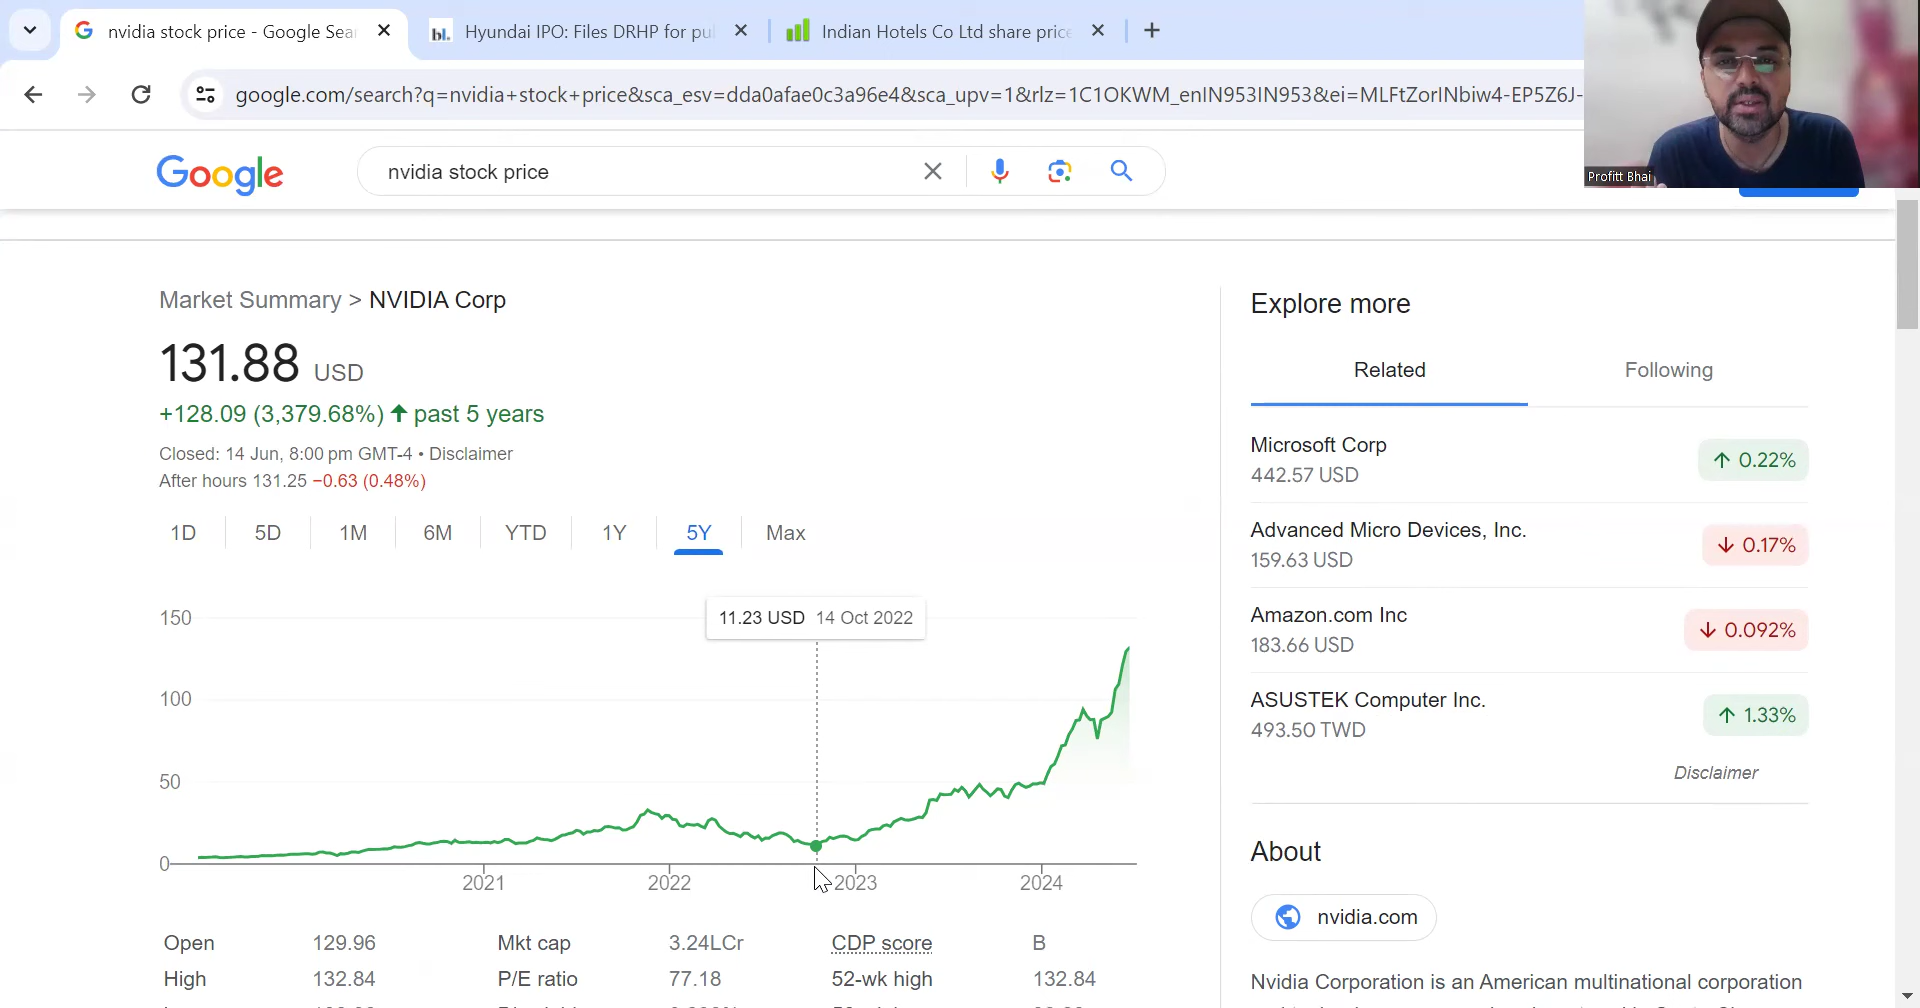 nvidia stock price - Google Sear
Hyundai IPO: Files DRHP for pu
Indian Hotels Co Ltd share price
google.com/search?q=nvidia+stock+price&sca_esv=dda0afae0c3a96e4&sca_upv=1&rlz=1C1OKWM_enIN953IN953&ei=MLFtZorINbiw4-EP5Z6J-
Profitt Bhai
Google
nvidia stock price
Market Summary > NVIDIA Corp
131.88 USD
+128.09 (3,379.68%) past 5 years
Closed: 14 Jun, 8:00 pm GMT-4 • Disclaimer
After hours 131.25 −0.63 (0.48%)
1D 5D 1M 6M YTD 1Y 5Y Max
11.23 USD 14 Oct 2022
150
100
50
0
2021 2022 2023 2024
Open 129.96 Mkt cap 3.24LCr CDP score B
High 132.84 P/E ratio 77.18 52-wk high 132.84
Explore more
Related Following
Microsoft Corp
442.57 USD
0.22%
Advanced Micro Devices, Inc.
159.63 USD
0.17%
Amazon.com Inc
183.66 USD
0.092%
ASUSTEK Computer Inc.
493.50 TWD
1.33%
Disclaimer
About
nvidia.com
Nvidia Corporation is an American multinational corporation